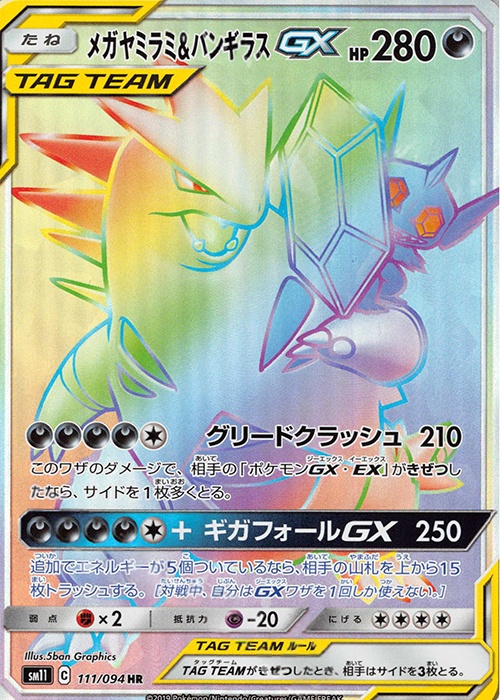 たね メガヤミラミ&バンギラスGX HP 280
TAG TEAM
グリードクラッシュ 210
このワザのダメージで、相手の「ポケモンGX・EX」がきぜつし
たなら、サイドを1枚多くとる。
+ ギガフォールGX 250
追加でエネルギーが5個ついているなら、相手の山札を上から15
枚トラッシュする。[対戦中、自分はGXワザを1回しか使えない。]
弱点 ×2 抵抗力 -20 にげる
Illus.5ban Graphics
TAG TEAM ルール
sm11 C 111/094 HR
TAG TEAMがきぜつしたとき、相手はサイドを3枚とる。
©2019 Pokémon/Nintendo/Creatures/GAME FREAK